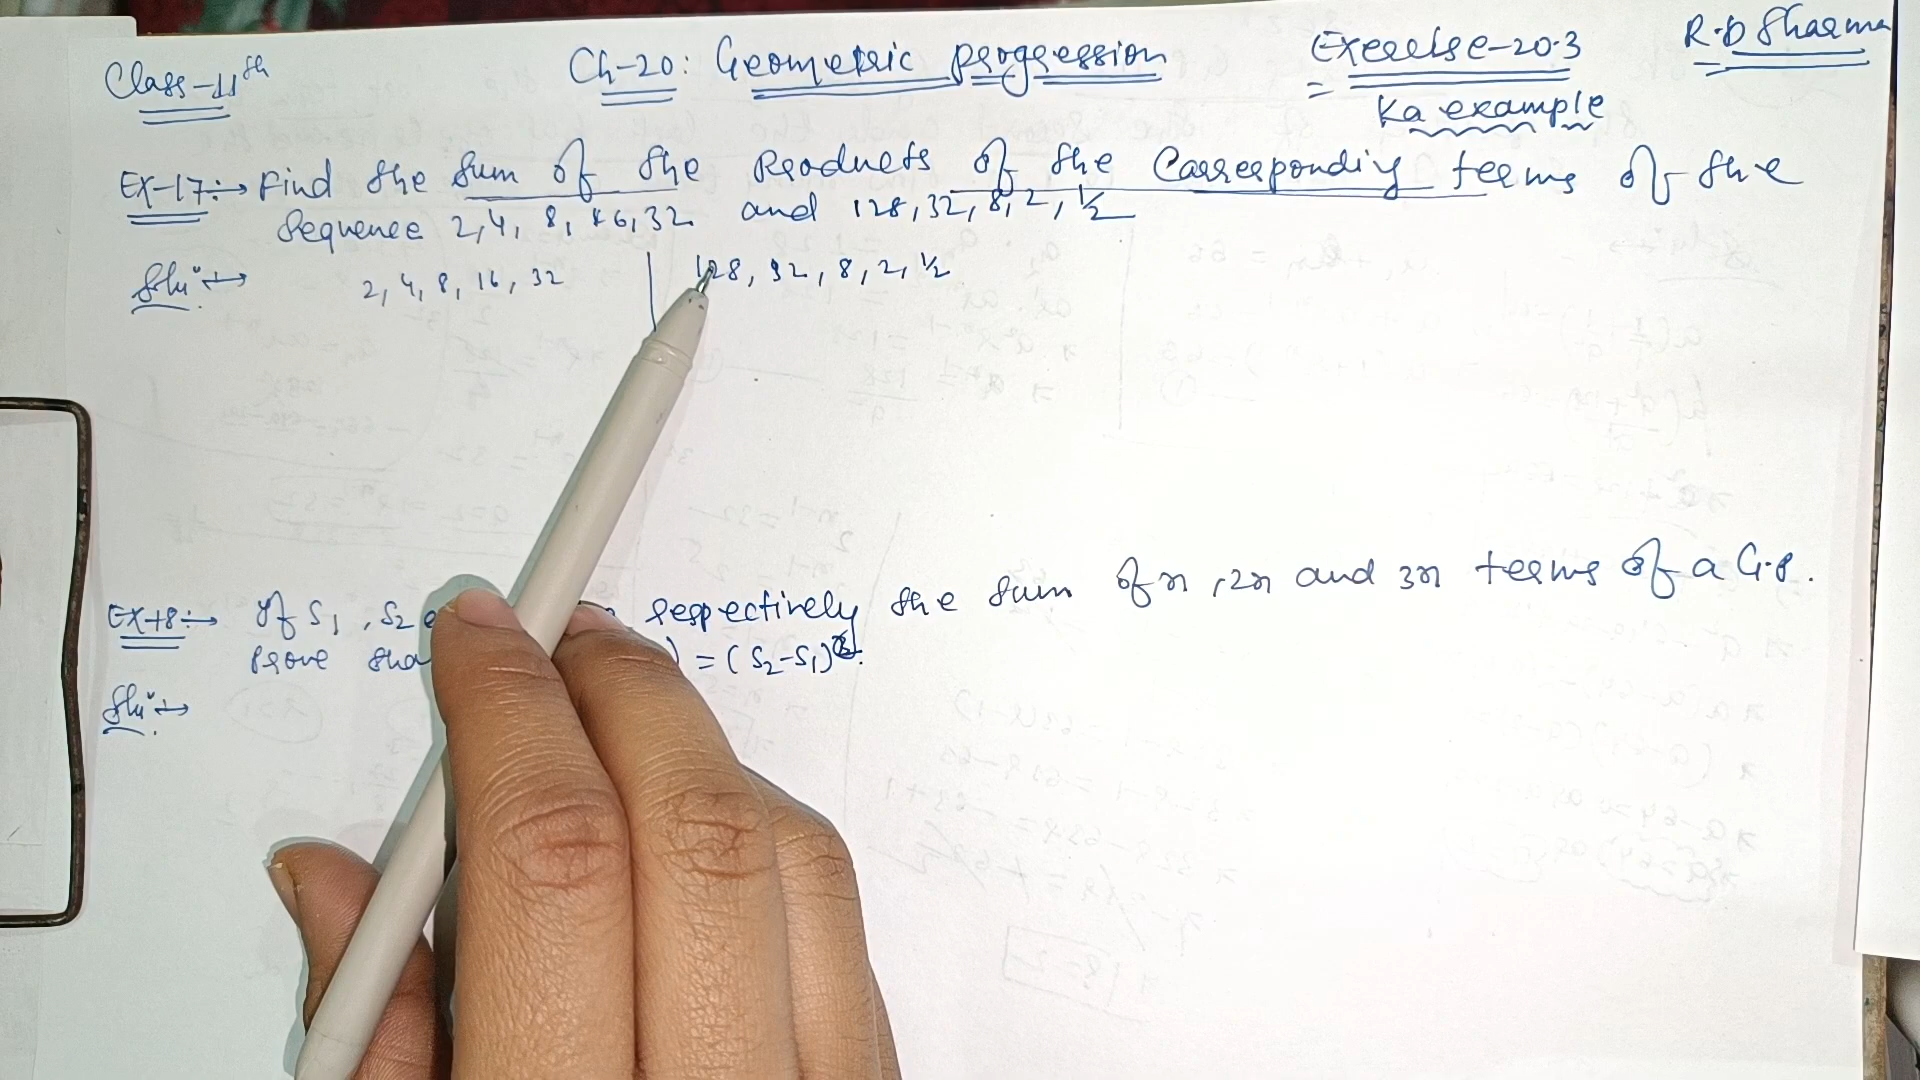 Class-11th
Ch-20: Geometric progression
Exercise-20.3
R.D Sharma
Ka example
EX-17:→ Find the sum of the Products of the Corresponding terms of the
Sequence 2,4, 8, 16, 32 and 128, 32, 8, 2, 1/2
Slu:→ 2, 4, 8, 16, 32 | 128, 32, 8, 2, 1/2
EX-18:→ If S1, S2 respectively the sum of n, 2n and 3n terms of a G.P.
Prove = (S2-S1)2.
Slu:→